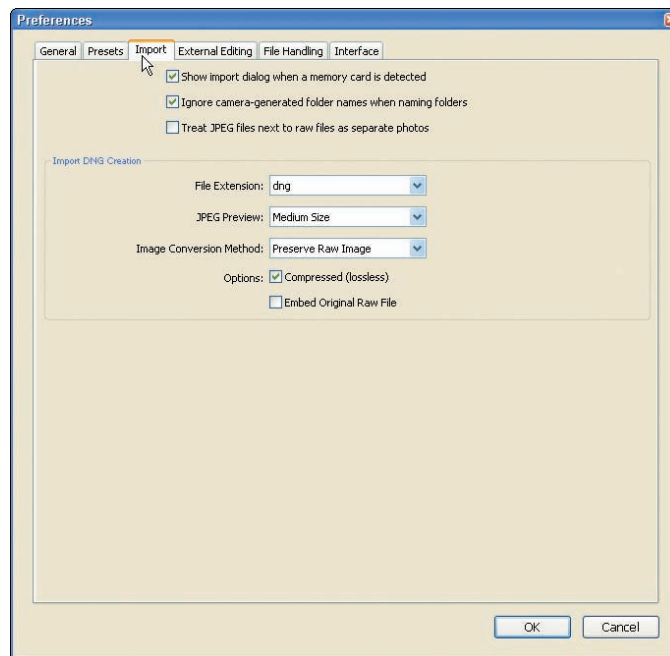 Preferences
General Presets Import External Editing File Handling Interface
Show import dialog when a memory card is detected
Ignore camera-generated folder names when naming folders
Treat JPEG files next to raw files as separate photos
Import DNG Creation
File Extension: dng
JPEG Preview: Medium Size
Image Conversion Method: Preserve Raw Image
Options: Compressed (lossless)
Embed Original Raw File
OK Cancel